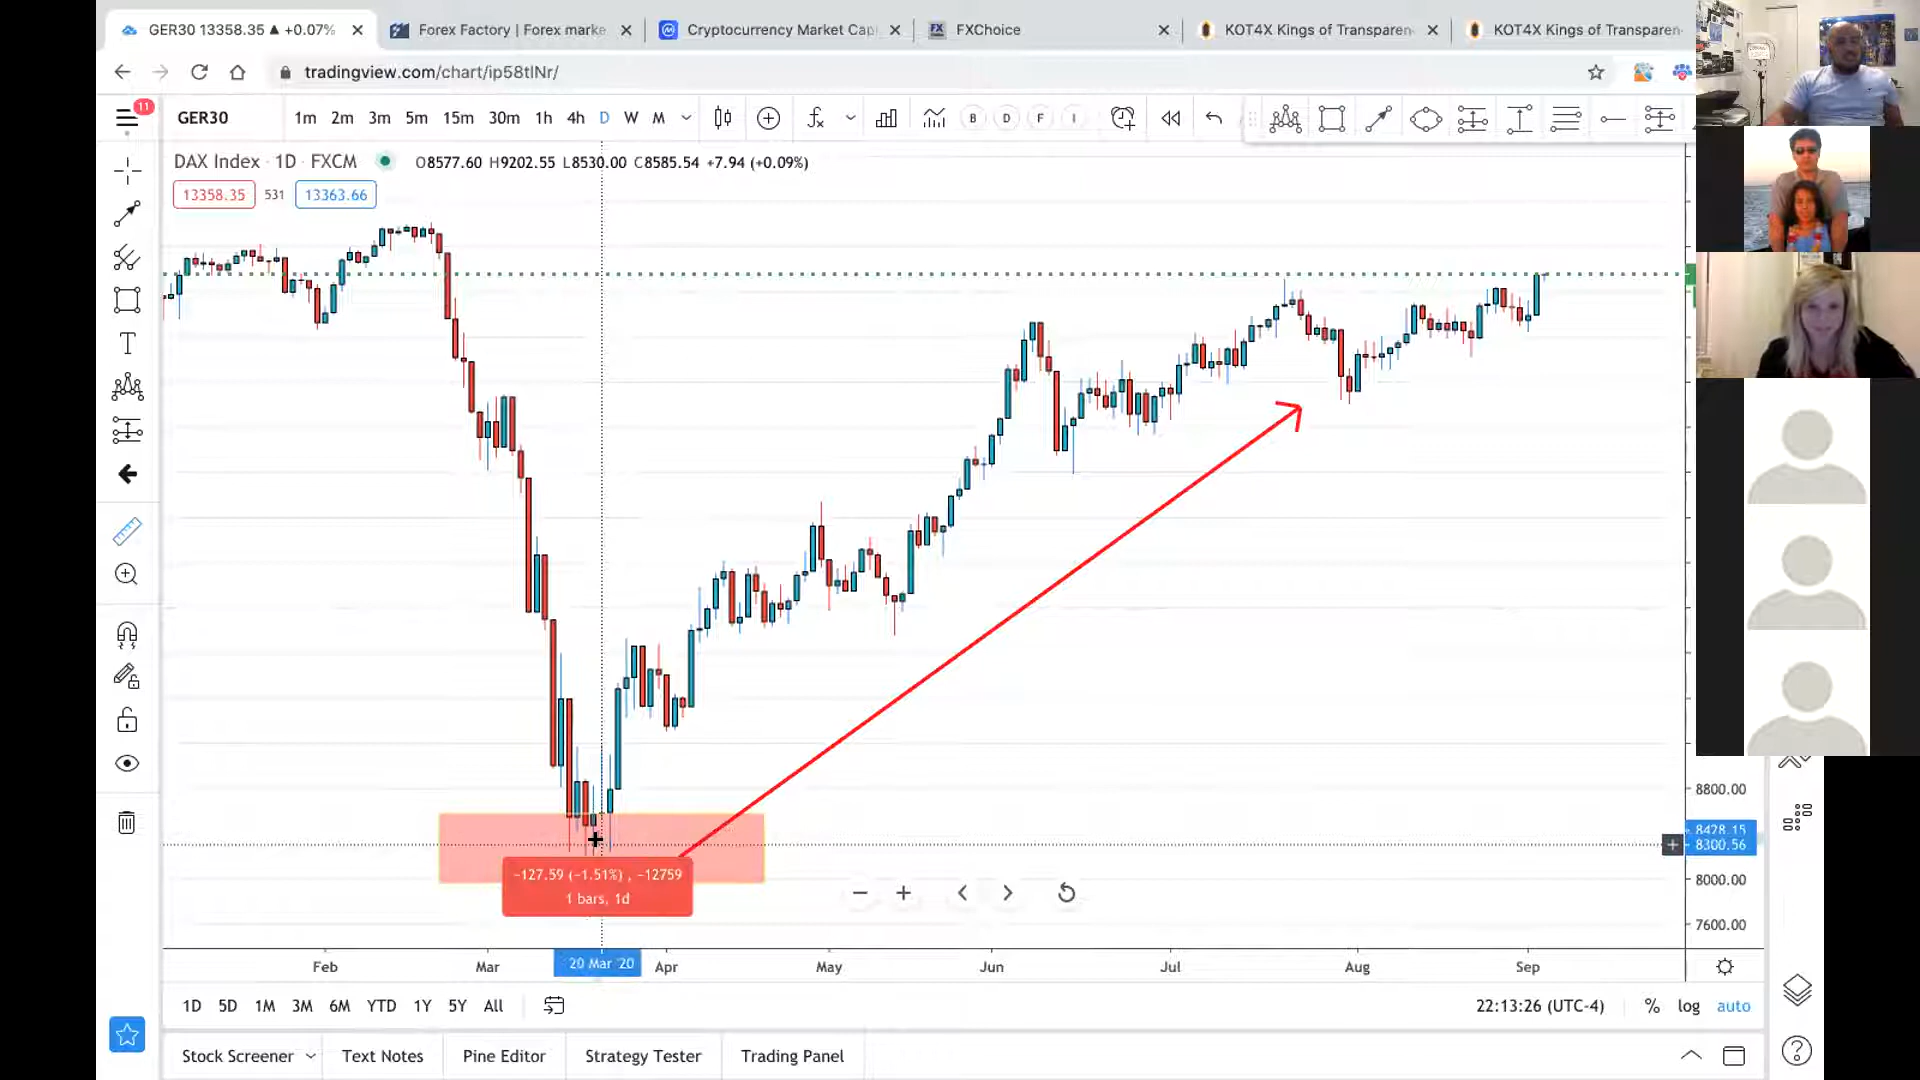 GER30 13358.35 ▲ +0.07%
Forex Factory | Forex marke
Cryptocurrency Market Cap
FXChoice
KOT4X Kings of Transparen
KOT4X Kings of Transparen
tradingview.com/chart/ip58tlNr/
11
GER30 1m 2m 3m 5m 15m 30m 1h 4h D W M B D F I
DAX Index · 1D · FXCM O8577.60 H9202.55 L8530.00 C8585.54 +7.94 (+0.09%)
13358.35 531 13363.66
8800.00
8428.15
8300.56
8000.00
7600.00
−127.59 (−1.51%) , −12759
1 bars, 1d
Feb Mar 20 Mar '20 Apr May Jun Jul Aug Sep
1D 5D 1M 3M 6M YTD 1Y 5Y All 22:13:26 (UTC-4) % log auto
Stock Screener Text Notes Pine Editor Strategy Tester Trading Panel